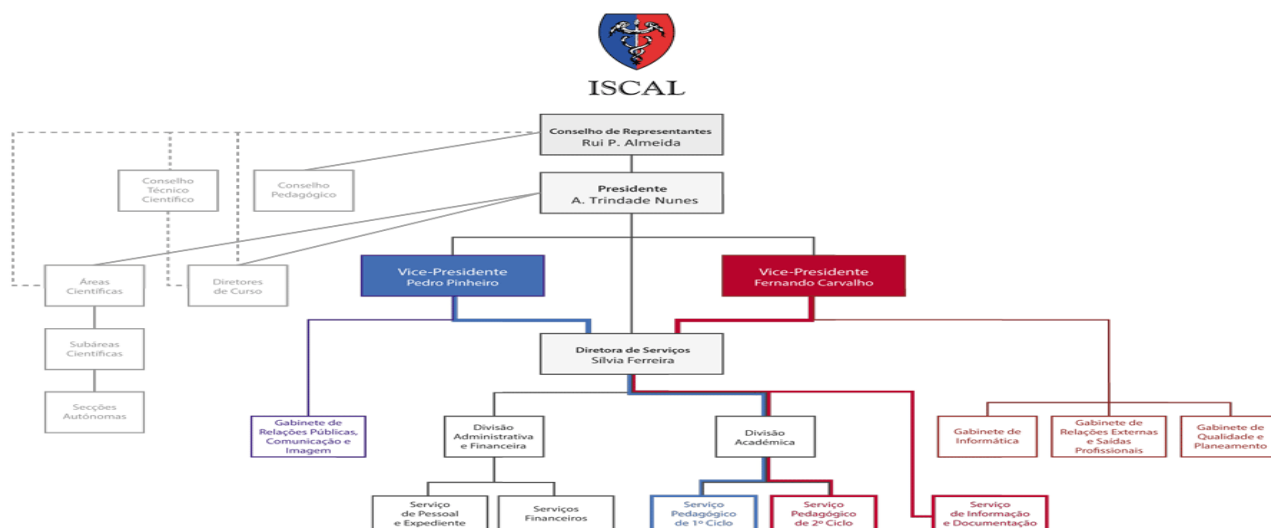 ISCAL
Conselho de Representantes
Rui P. Almeida
Conselho
Técnico
Científico
Conselho
Pedagógico
Presidente
A. Trindade Nunes
Áreas
Científicas
Diretores
de Curso
Vice-Presidente
Pedro Pinheiro
Vice-Presidente
Fernando Carvalho
Subáreas
Científicas
Diretora de Serviços
Sílvia Ferreira
Secções
Autónomas
Gabinete de
Relações Públicas,
Comunicação e
Imagem
Divisão
Administrativa
e Financeira
Divisão
Académica
Gabinete de
Informática
Gabinete de
Relações Externas
e Saídas
Profissionais
Gabinete de
Qualidade e
Planeamento
Serviço
de Pessoal
e Expediente
Serviços
Financeiros
Serviço
Pedagógico
de 1º Ciclo
Serviço
Pedagógico
de 2º Ciclo
Serviço
de Informação
e Documentação